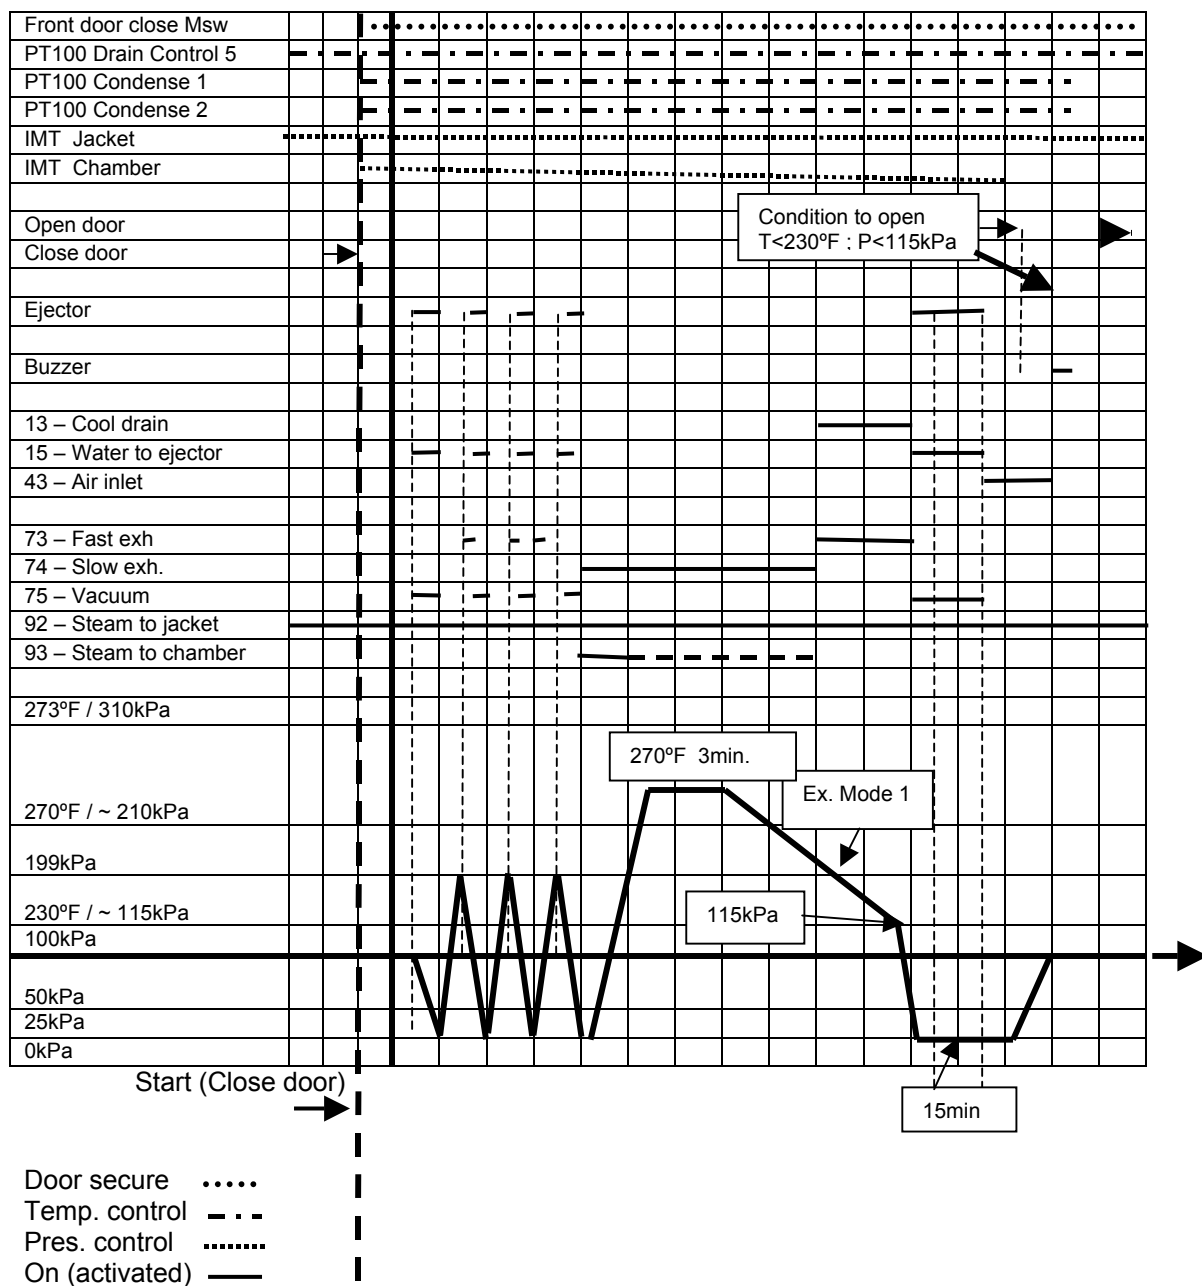 Front door close Msw
PT100 Drain Control 5
PT100 Condense 1
PT100 Condense 2
IMT Jacket
IMT Chamber
Open door
Condition to open
T<230ºF ; P<115kPa
Close door
Ejector
Buzzer
13 – Cool drain
15 – Water to ejector
43 – Air inlet
73 – Fast exh
74 – Slow exh.
75 – Vacuum
92 – Steam to jacket
93 – Steam to chamber
273ºF / 310kPa
270ºF 3min.
Ex. Mode 1
270ºF / ~ 210kPa
199kPa
230ºF / ~ 115kPa
115kPa
100kPa
50kPa
25kPa
0kPa
Start (Close door)
15min
Door secure
Temp. control
Pres. control
On (activated)